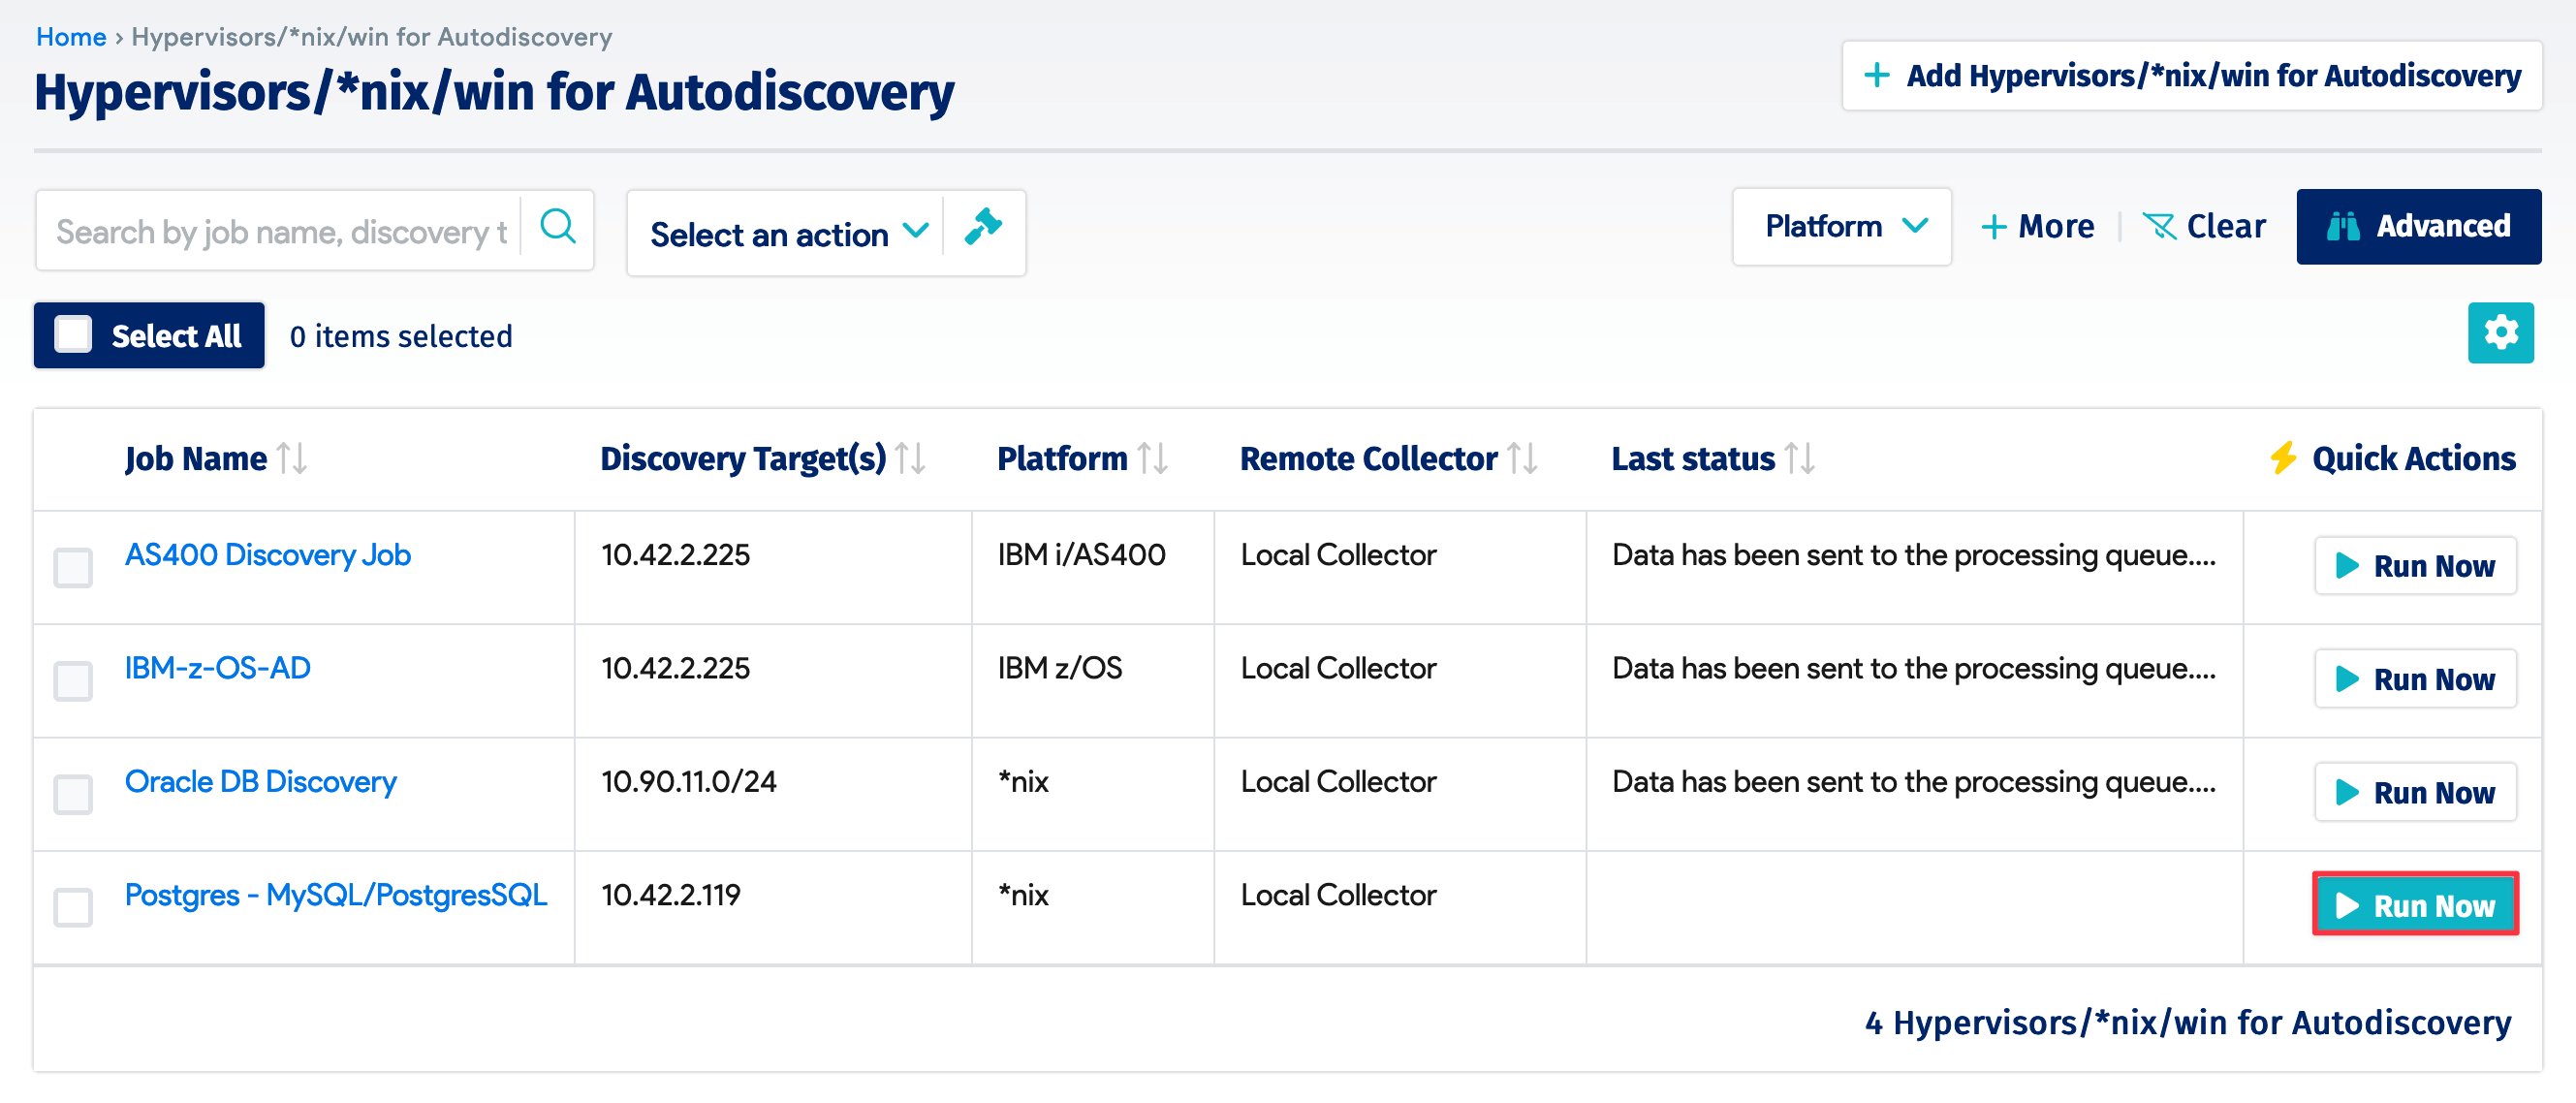 Home › Hypervisors/*nix/win for Autodiscovery
Hypervisors/*nix/win for Autodiscovery
+ Add Hypervisors/*nix/win for Autodiscovery
Search by job name, discovery t
Select an action
Platform
+ More
Clear
Advanced
Select All
0 items selected
Job Name Discovery Target(s) Platform Remote Collector Last status Quick Actions
AS400 Discovery Job 10.42.2.225 IBM i/AS400 Local Collector Data has been sent to the processing queue.... Run Now
IBM-z-OS-AD 10.42.2.225 IBM z/OS Local Collector Data has been sent to the processing queue.... Run Now
Oracle DB Discovery 10.90.11.0/24 *nix Local Collector Data has been sent to the processing queue.... Run Now
Postgres - MySQL/PostgresSQL 10.42.2.119 *nix Local Collector Run Now
4 Hypervisors/*nix/win for Autodiscovery